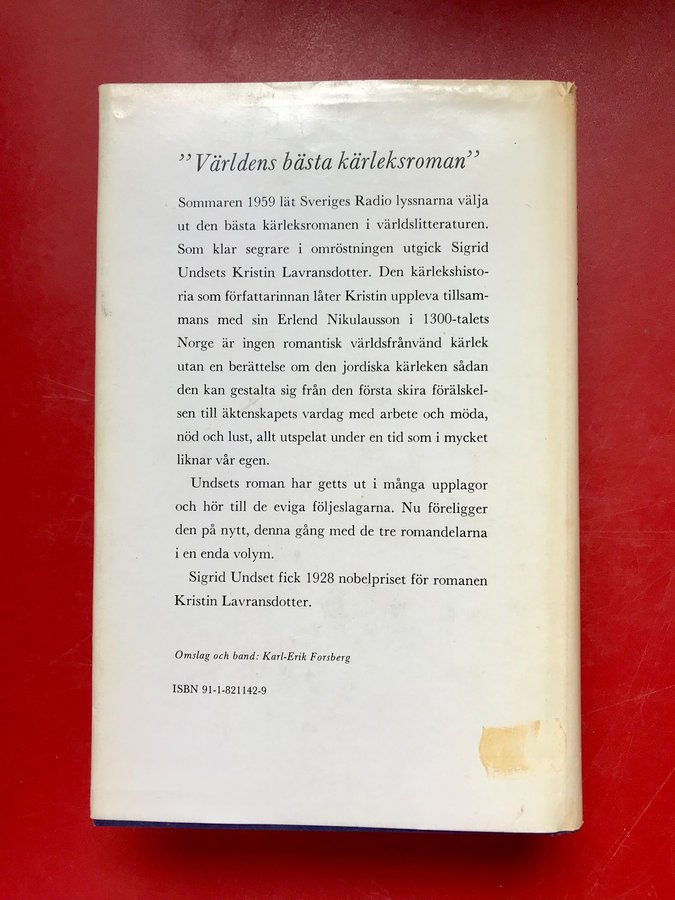 ”Världens bästa kärleksroman”
Sommaren 1959 lät Sveriges Radio lyssnarna välja
ut den bästa kärleksromanen i världslitteraturen.
Som klar segrare i omröstningen utgick Sigrid
Undsets Kristin Lavransdotter. Den kärlekshisto-
ria som författarinnan låter Kristin uppleva tillsam-
mans med sin Erlend Nikulausson i 1300-talets
Norge är ingen romantisk världsfrånvänd kärlek
utan en berättelse om den jordiska kärleken sådan
den kan gestalta sig från den första skira förälskel-
sen till äktenskapets vardag med arbete och möda,
nöd och lust, allt utspelat under en tid som i mycket
liknar vår egen.
Undsets roman har getts ut i många upplagor
och hör till de eviga följeslagarna. Nu föreligger
den på nytt, denna gång med de tre romandelarna
i en enda volym.
Sigrid Undset fick 1928 nobelpriset för romanen
Kristin Lavransdotter.
Omslag och band: Karl-Erik Forsberg
ISBN 91-1-821142-9